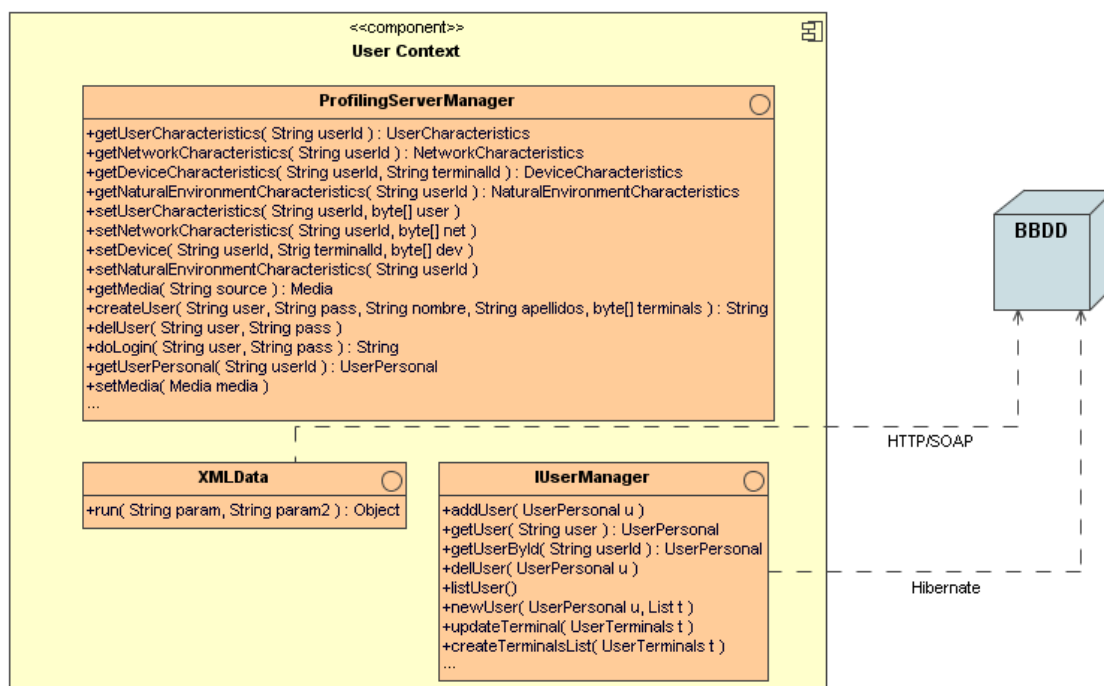 <<component>>
User Context
ProfilingServerManager
+getUserCharacteristics( String userId ) : UserCharacteristics
+getNetworkCharacteristics( String userId ) : NetworkCharacteristics
+getDeviceCharacteristics( String userId, String terminalId ) : DeviceCharacteristics
+getNaturalEnvironmentCharacteristics( String userId ) : NaturalEnvironmentCharacteristics
+setUserCharacteristics( String userId, byte[] user )
+setNetworkCharacteristics( String userId, byte[] net )
+setDevice( String userId, Strig terminalId, byte[] dev )
+setNaturalEnvironmentCharacteristics( String userId )
+getMedia( String source ) : Media
+createUser( String user, String pass, String nombre, String apellidos, byte[] terminals ) : String
+delUser( String user, String pass )
+doLogin( String user, String pass ) : String
+getUserPersonal( String userId ) : UserPersonal
+setMedia( Media media )
...
BBDD
HTTP/SOAP
XMLData
+run( String param, String param2 ) : Object
IUserManager
+addUser( UserPersonal u )
+getUser( String user ) : UserPersonal
+getUserById( String userId ) : UserPersonal
+delUser( UserPersonal u )
+listUser()
+newUser( UserPersonal u, List t )
+updateTerminal( UserTerminals t )
+createTerminalsList( UserTerminals t )
...
Hibernate